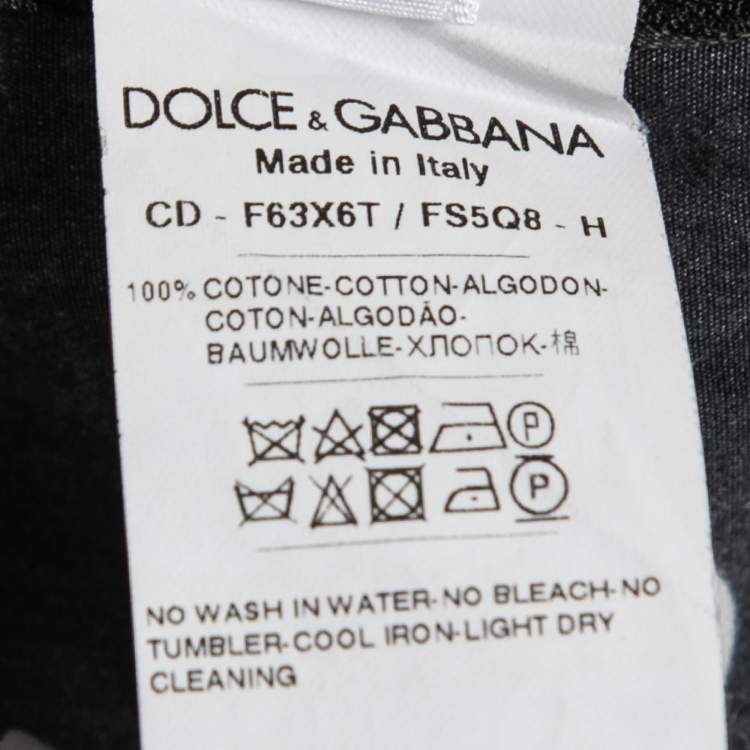 DOLCE & GABBANA
Made in Italy
CD - F63X6T / FS5Q8 - H
100% COTONE-COTTON-ALGODON-
COTON-ALGODÃO-
BAUMWOLLE-ХЛОПОК-棉
P
P
NO WASH IN WATER-NO BLEACH-NO
TUMBLER-COOL IRON-LIGHT DRY
CLEANING